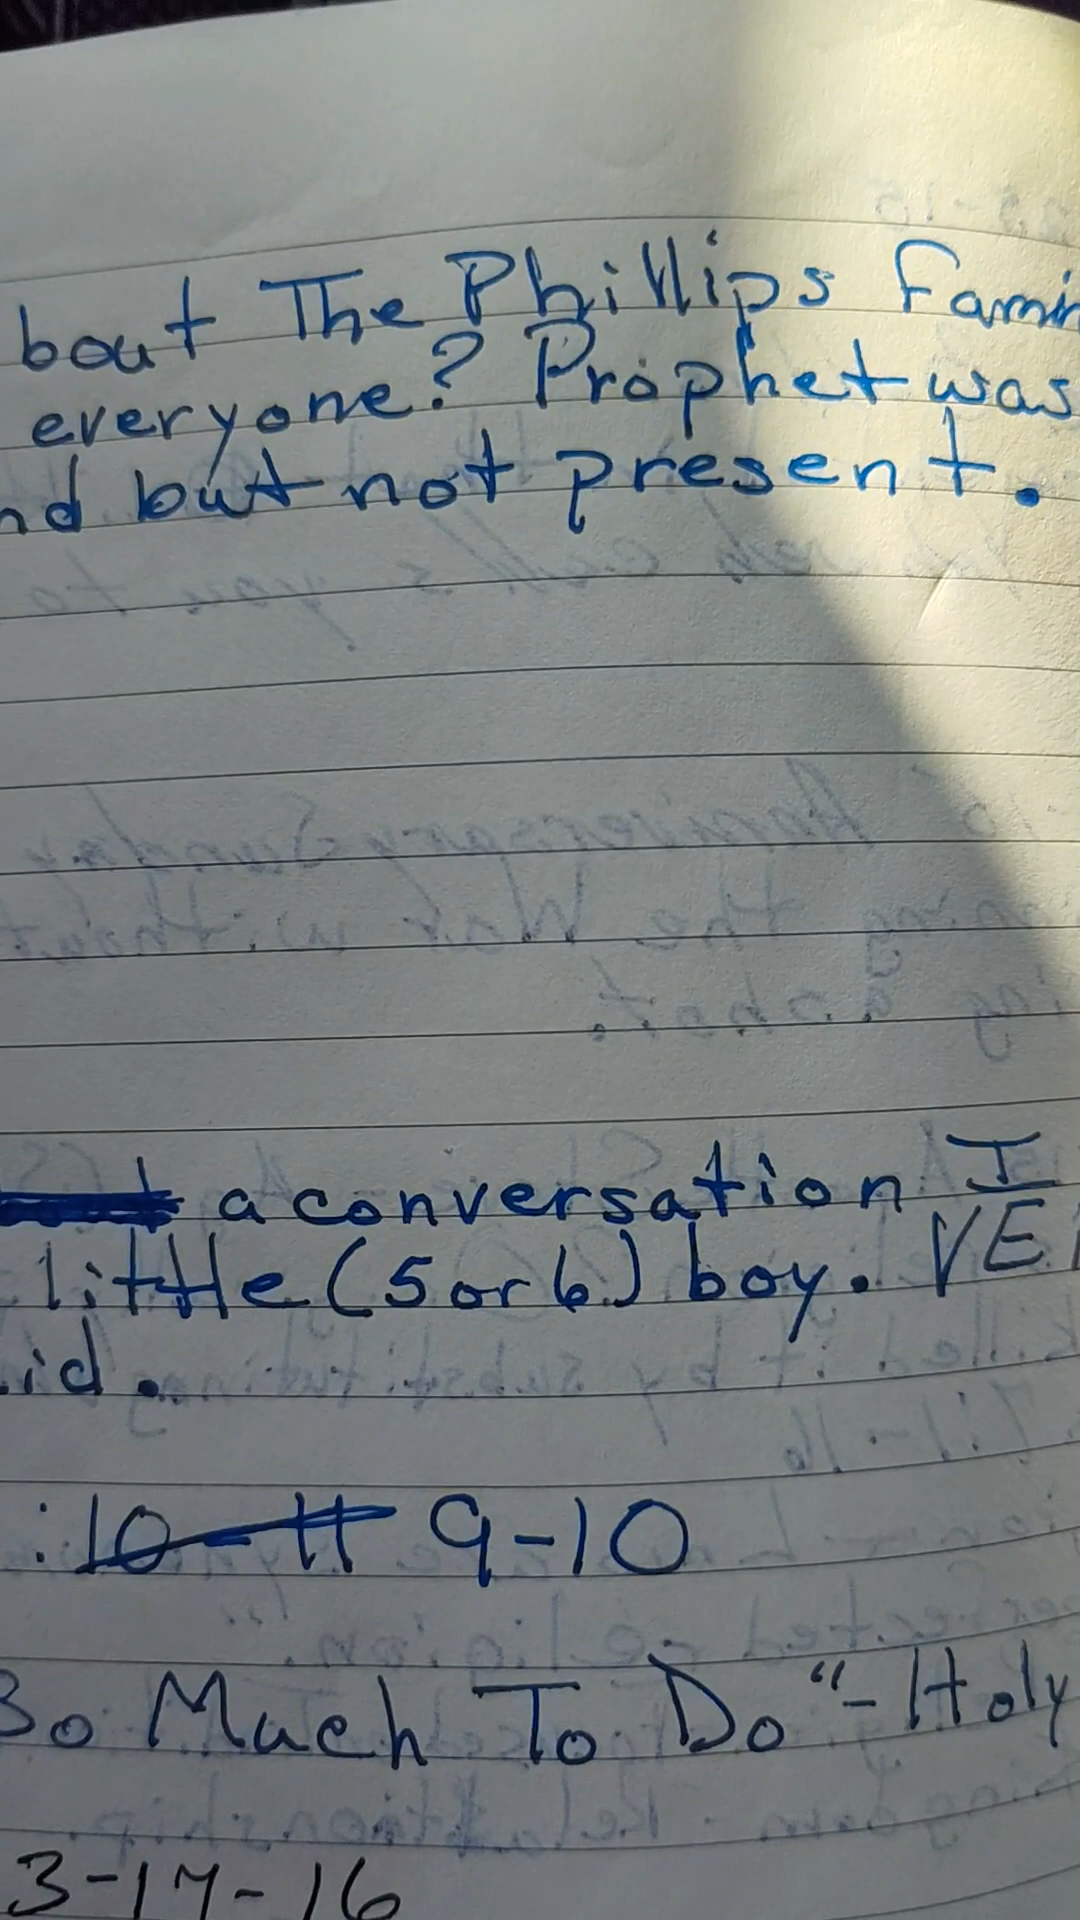 bout The Phillips Famin
everyone? Prophet was
nd but not present.
a conversation I
little (5 or 6) boy. VE
id.
: 10-11 9-10
So Much To Do" - Holy
3-17-16